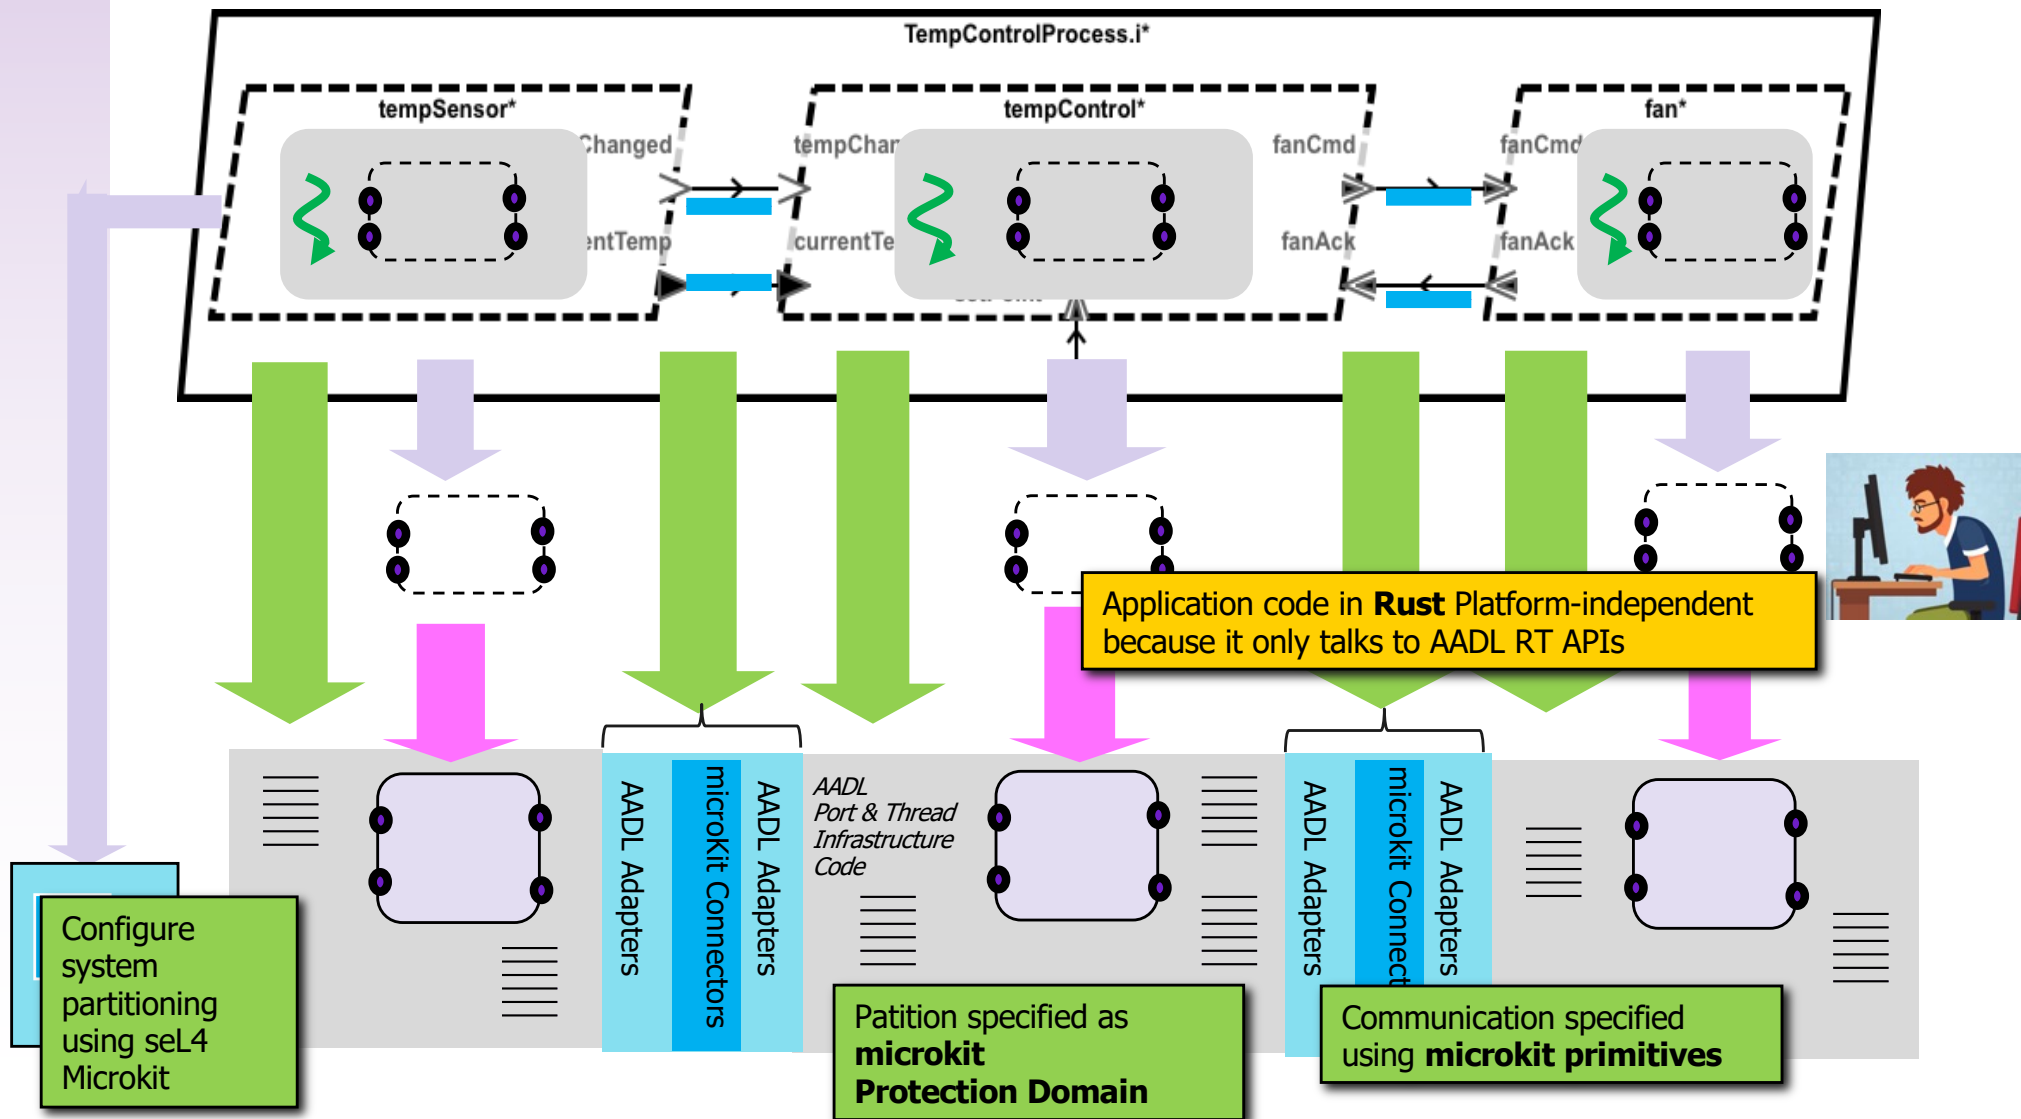 TempControlProcess.i*
tempSensor*
tempControl*
fan*
Changed
fanCmd
fanCmd
fanAck
fanAck
Application code in Rust Platform-independent
because it only talks to AADL RT APIs
AADL Adapters
microKit Connectors
AADL Adapters
AADL
Port & Thread
Infrastructure
Code
AADL Adapters
microkit Connect
AADL Adapters
Configure
system
partitioning
using seL4
Microkit
Patition specified as
microkit
Protection Domain
Communication specified
using microkit primitives